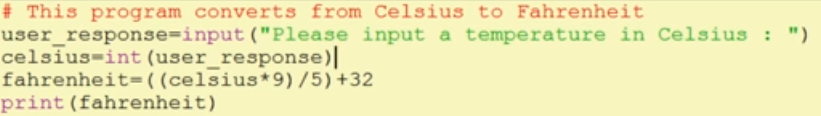 # This program converts from Celsius to Fahrenheit
user_response=input("Please input a temperature in Celsius : ")
celsius=int(user_response)
fahrenheit=((celsius*9)/5)+32
print(fahrenheit)